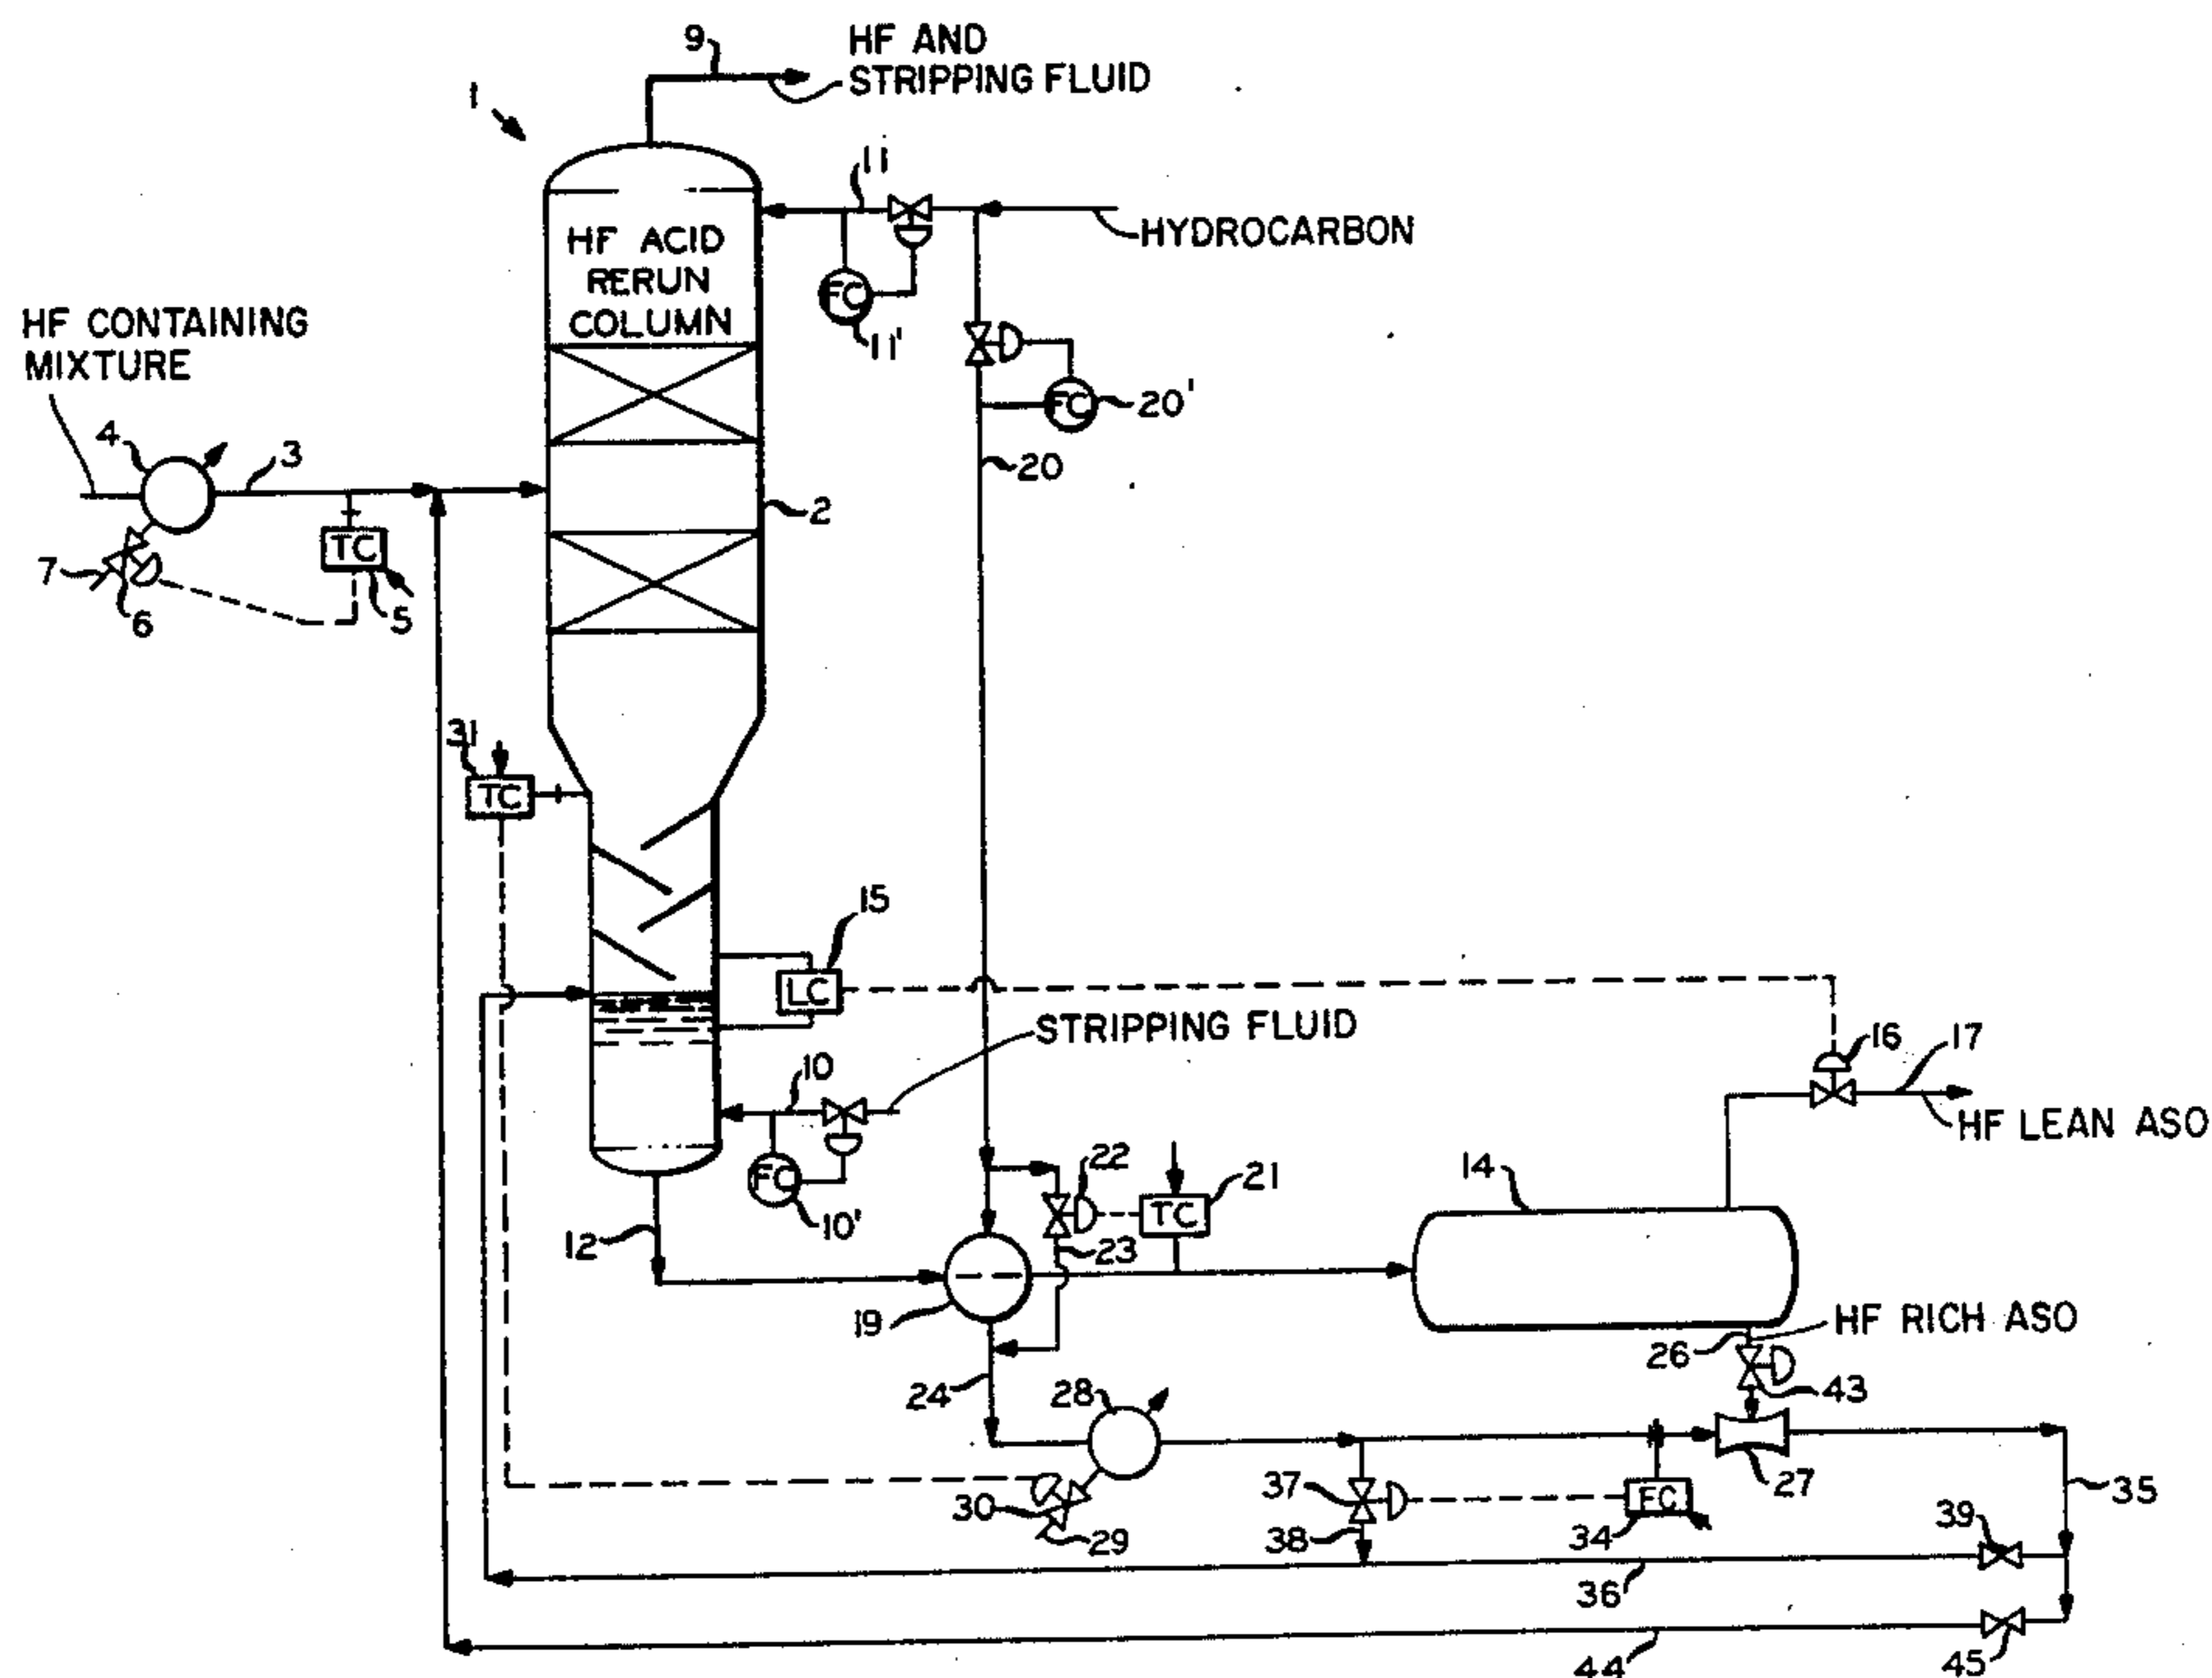 9
HF AND
STRIPPING FLUID
1
11
HF ACID
RERUN
COLUMN
HYDROCARBON
FC
11'
HF CONTAINING
MIXTURE
FC
20'
4
3
20
2
TC
7
6
5
31
TC
15
LC
STRIPPING FLUID
10
16
17
HF LEAN ASO
FC
10'
22
TC
21
14
12
23
19
HF RICH ASO
26
24
28
43
37
FC
27
35
30
29
38
34
39
36
44
45